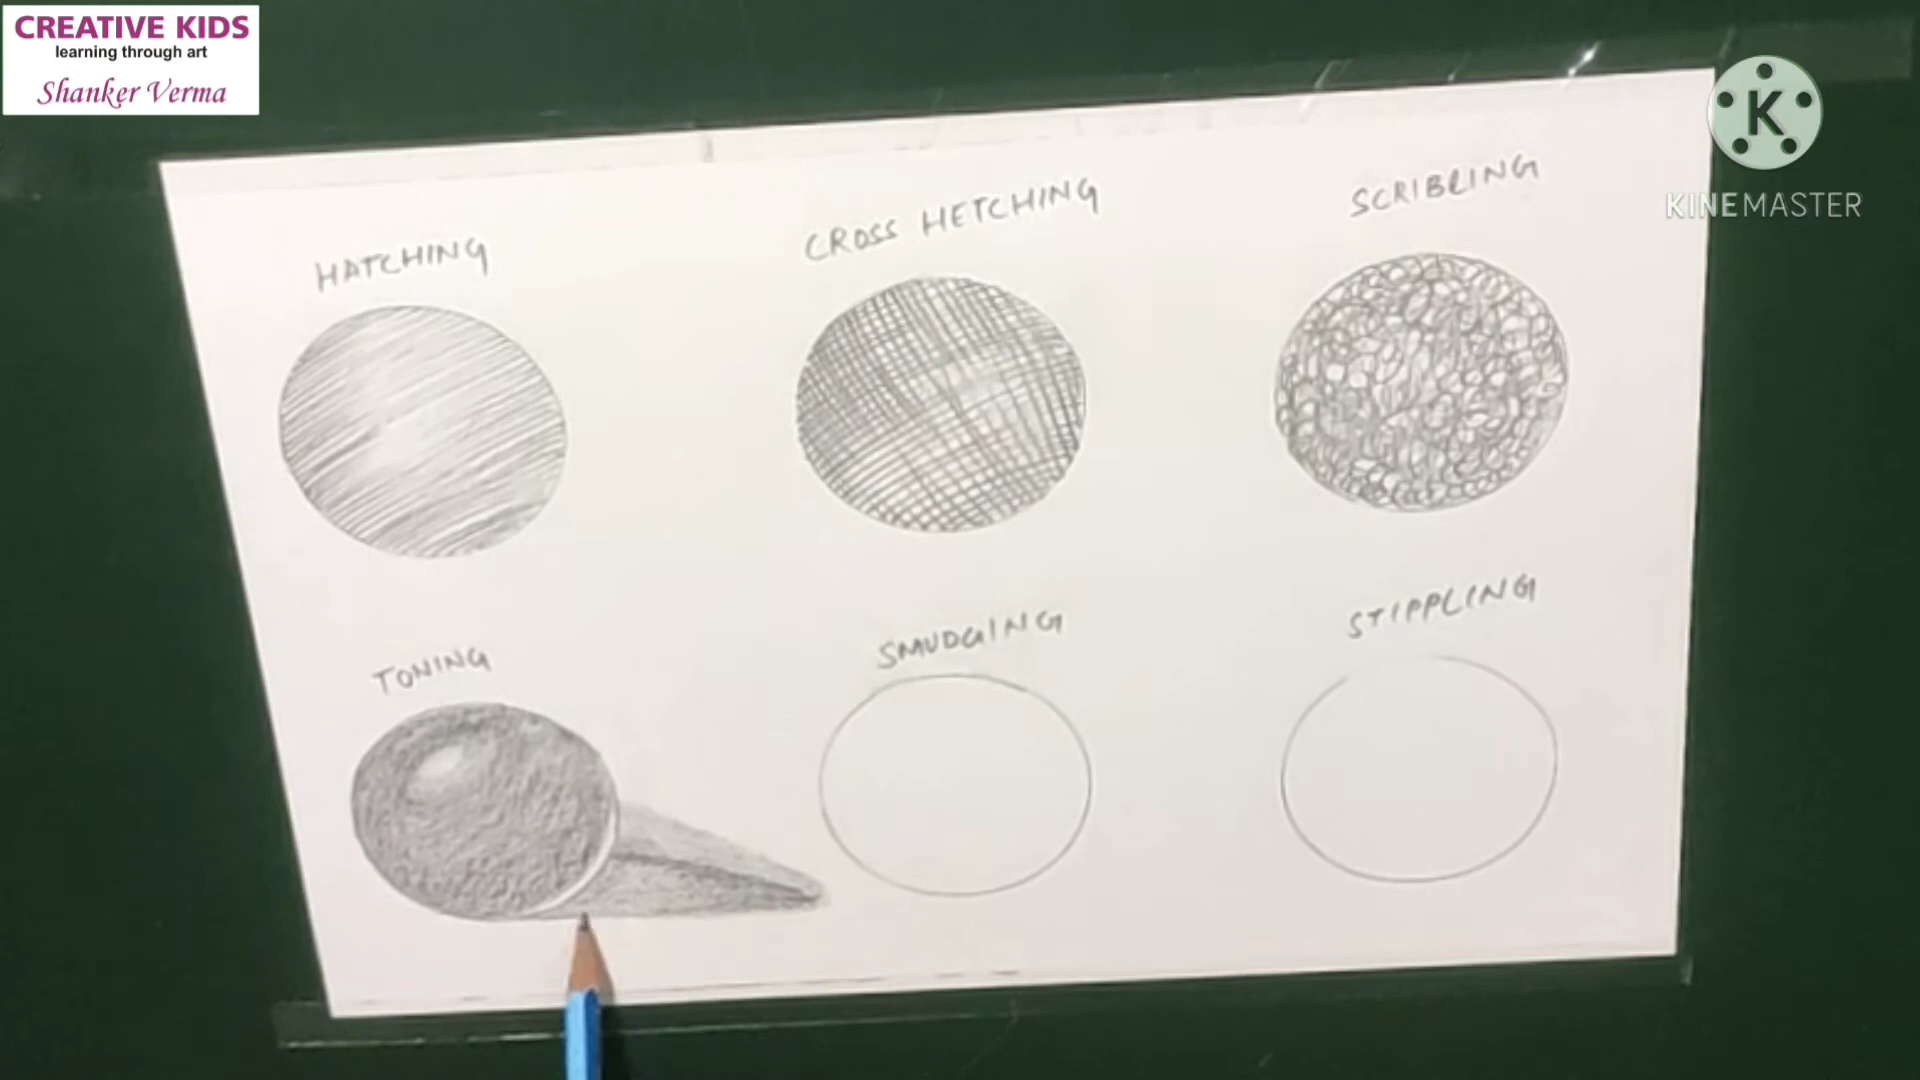 CREATIVE KIDS
learning through art
Shanker Verma
K
KINEMASTER
HATCHING
CROSS HETCHING
SCRIBLING
TONING
SMUDGING
STIPPLING